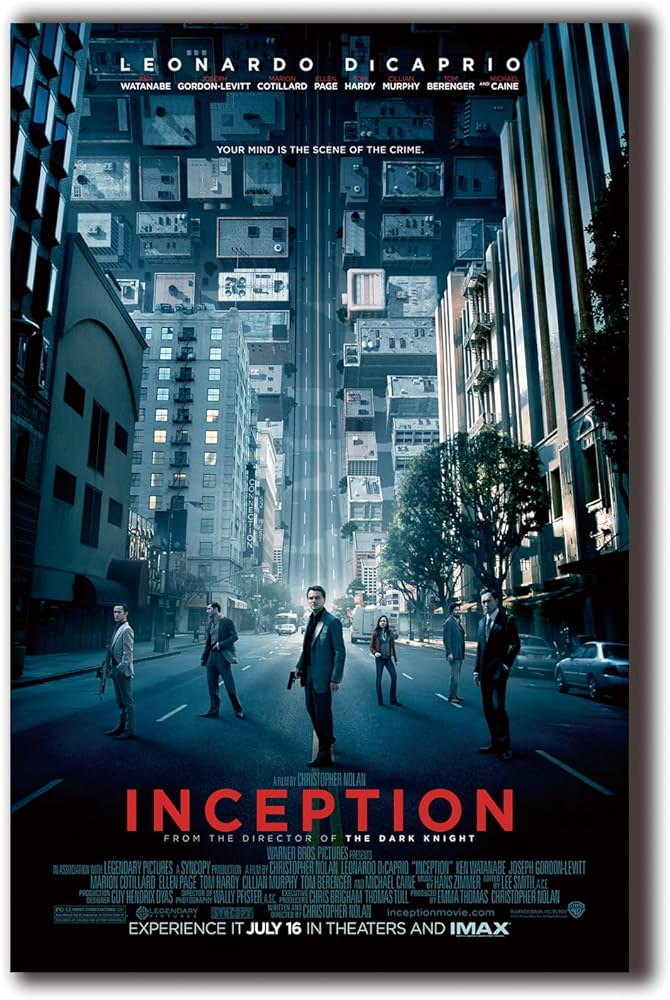 LEONARDO DICAPRIO
KEN JOSEPH MARION ELLEN TOM CILLIAN TOM MICHAEL
WATANABE GORDON-LEVITT COTILLARD PAGE HARDY MURPHY BERENGER AND CAINE
YOUR MIND IS THE SCENE OF THE CRIME.
A FILM BY CHRISTOPHER NOLAN
INCEPTION
FROM THE DIRECTOR OF THE DARK KNIGHT
WARNER BROS. PICTURES PRESENTS
IN ASSOCIATION WITH LEGENDARY PICTURES A SYNCOPY PRODUCTION A FILM BY CHRISTOPHER NOLAN LEONARDO DICAPRIO "INCEPTION" KEN WATANABE JOSEPH GORDON-LEVITT
MARION COTILLARD ELLEN PAGE TOM HARDY CILLIAN MURPHY TOM BERENGER AND MICHAEL CAINE MUSIC BY HANS ZIMMER EDITED BY LEE SMITH, A.C.E.
PRODUCTION DESIGNER GUY HENDRIX DYAS DIRECTOR OF PHOTOGRAPHY WALLY PFISTER, A.S.C. EXECUTIVE PRODUCERS CHRIS BRIGHAM THOMAS TULL PRODUCED BY EMMA THOMAS CHRISTOPHER NOLAN
PG-13 LEGENDARY PICTURES SYNCOPY WRITTEN AND DIRECTED BY CHRISTOPHER NOLAN inceptionmovie.com WARNER BROS. PICTURES
EXPERIENCE IT JULY 16 IN THEATERS AND IMAX